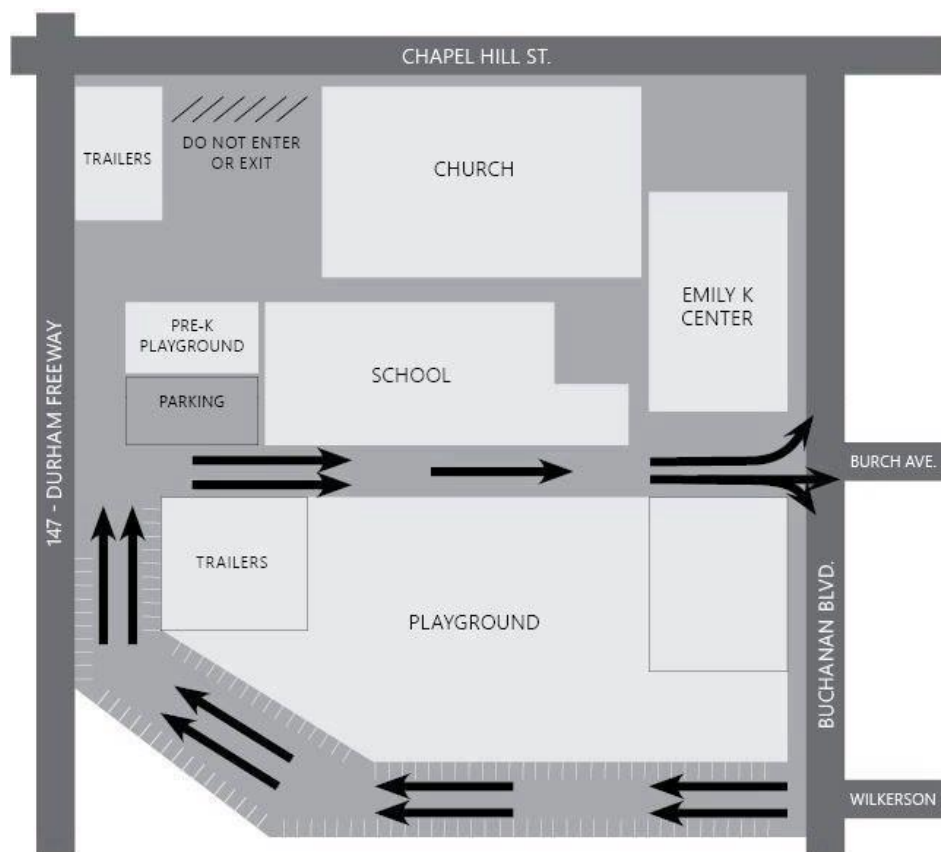 CHAPEL HILL ST.
TRAILERS
DO NOT ENTER
OR EXIT
CHURCH
EMILY K
CENTER
PRE-K
PLAYGROUND
SCHOOL
PARKING
147 - DURHAM FREEWAY
BURCH AVE.
TRAILERS
PLAYGROUND
BUCHANAN BLVD.
WILKERSON